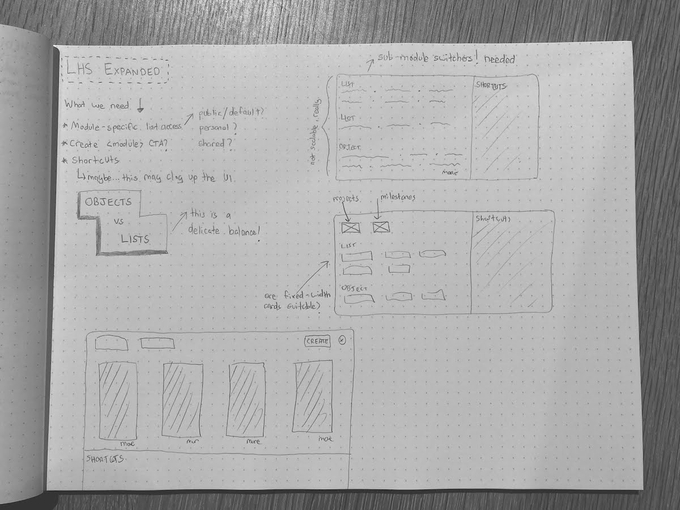 LHS EXPANDED
What we need
* Module-specific list access
public/default?
personal?
shared?
* Create <module> CTA?
* Shortcuts
maybe... this may clog up the UI.
OBJECTS
vs
LISTS
this is a
delicate balance!
sub-module switchers! needed
not scalable, really
LIST
LIST
OBJECT
more
SHORTCUTS
projects
milestones
LIST
OBJECT
Shortcuts
are fixed-width
cards suitable?
CREATE
more
more
more
more
SHORTCUTS